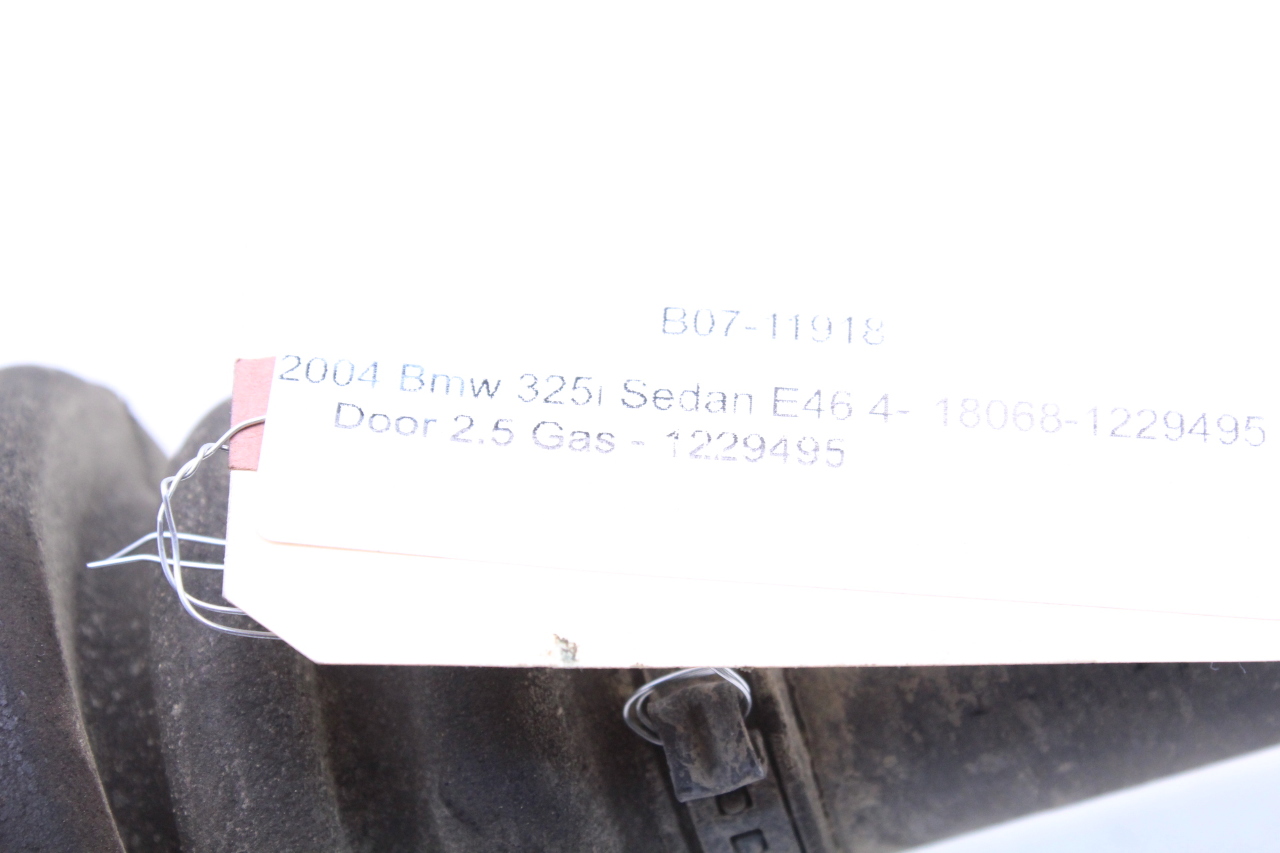 B07-11918
2004 Bmw 325i Sedan E46 4- 18068-1229495
Door 2.5 Gas - 1229495